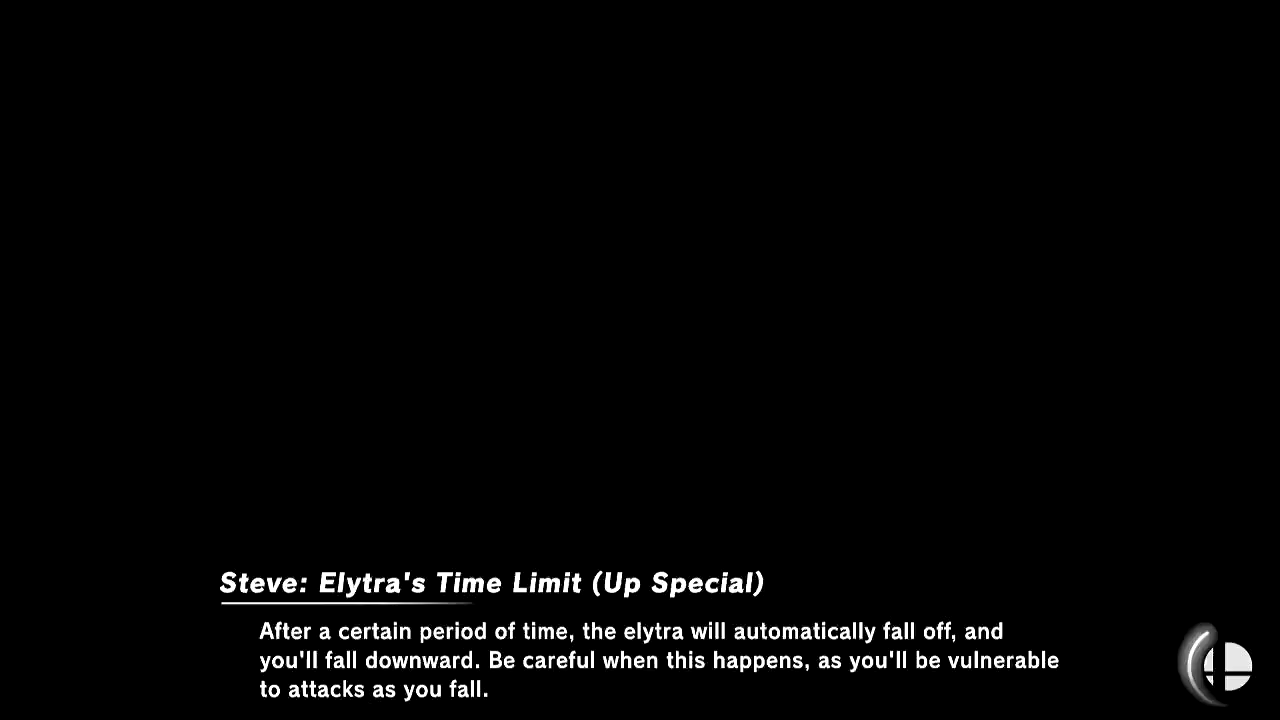 Steve: Elytra's Time Limit (Up Special)
After a certain period of time, the elytra will automatically fall off, and
you'll fall downward. Be careful when this happens, as you'll be vulnerable
to attacks as you fall.